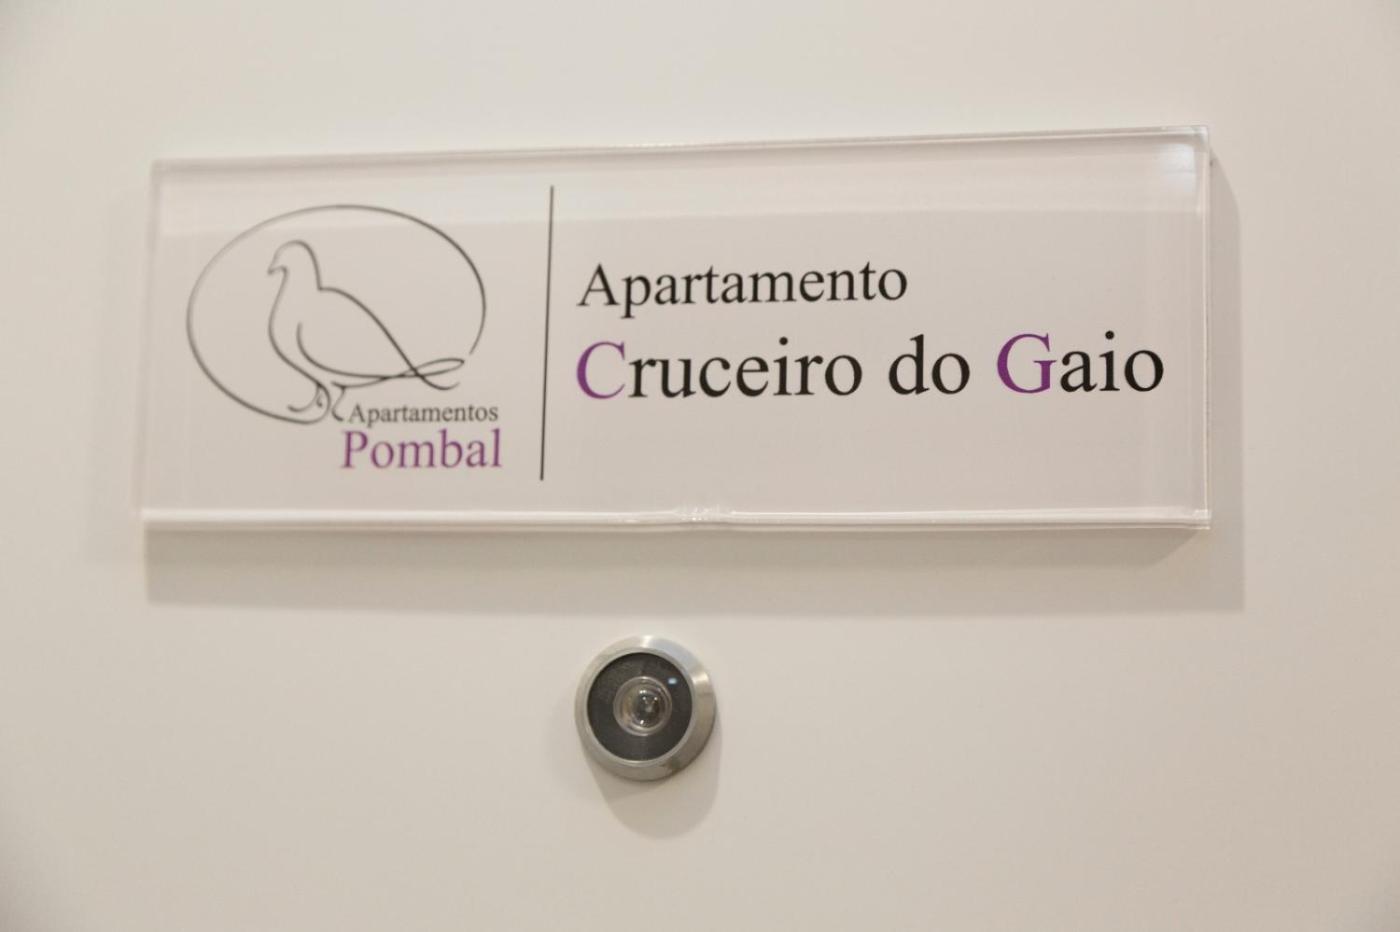 Apartamentos
Pombal
Apartamento
Cruceiro do Gaio